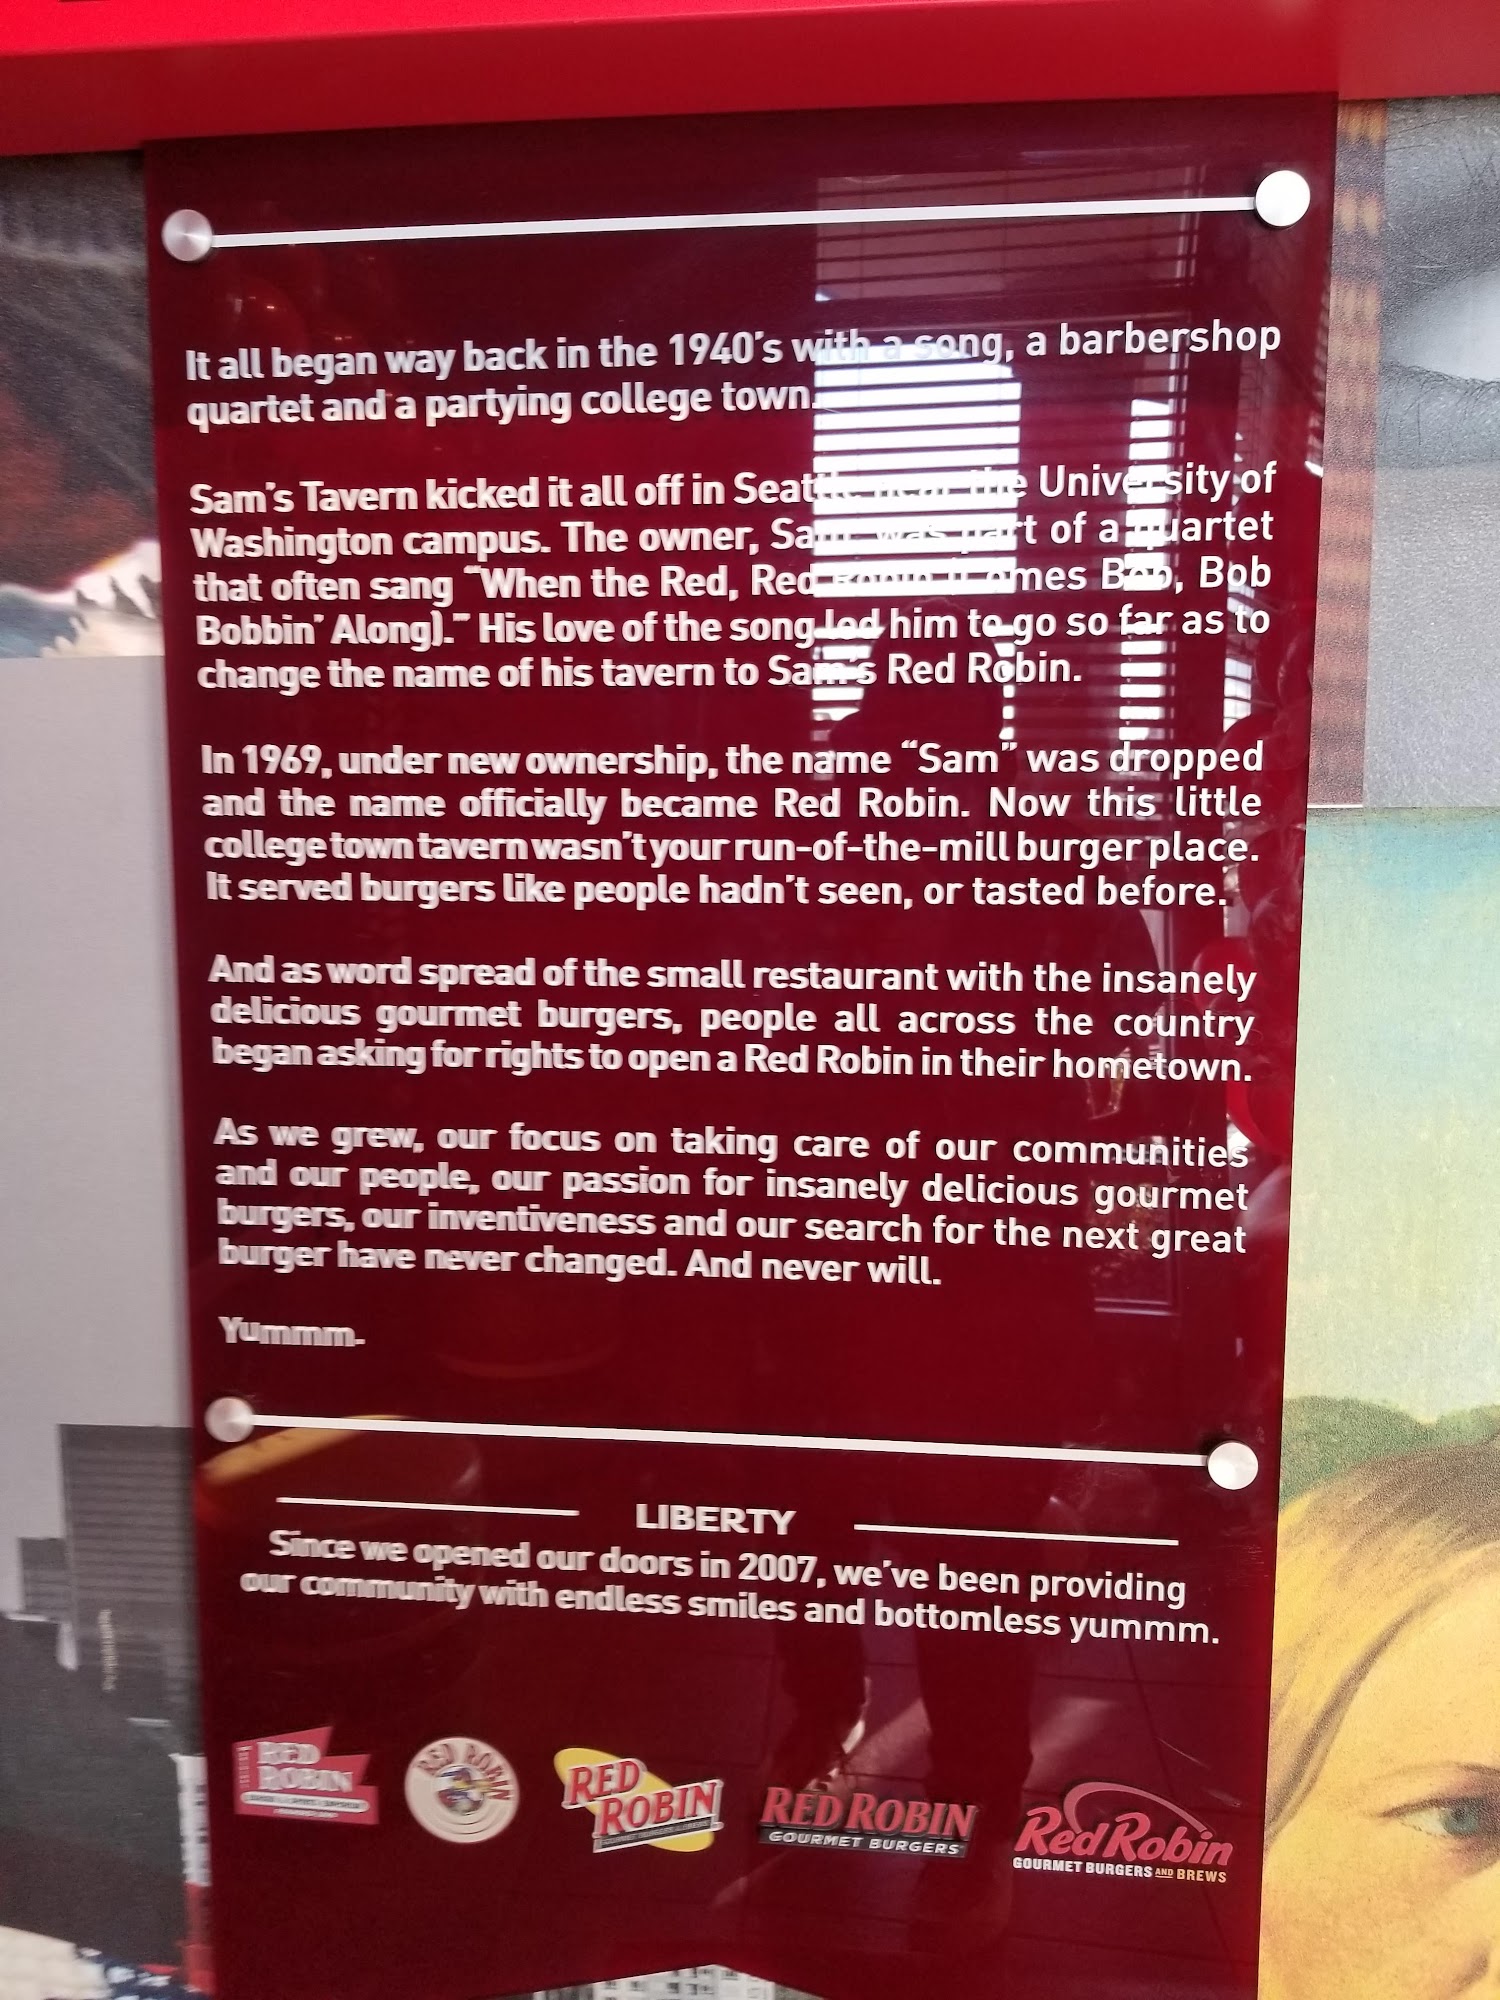 It all began way back in the 1940's with a song, a barbershop
quartet and a partying college town.
Sam's Tavern kicked it all off in Seattle near the University of
Washington campus. The owner, Sam, was part of a quartet
that often sang "When the Red, Red Robin (Comes Bob, Bob
Bobbin' Along)." His love of the song led him to go so far as to
change the name of his tavern to Sam's Red Robin.
In 1969, under new ownership, the name "Sam" was dropped
and the name officially became Red Robin. Now this little
college town tavern wasn't your run-of-the-mill burger place.
It served burgers like people hadn't seen, or tasted before.
And as word spread of the small restaurant with the insanely
delicious gourmet burgers, people all across the country
began asking for rights to open a Red Robin in their hometown.
As we grew, our focus on taking care of our communities
and our people, our passion for insanely delicious gourmet
burgers, our inventiveness and our search for the next great
burger have never changed. And never will.
Yummm.
LIBERTY
Since we opened our doors in 2007, we've been providing
our community with endless smiles and bottomless yummm.
RED
ROBIN
RED ROBIN
RED
ROBIN
RED ROBIN
GOURMET BURGERS
Red Robin
GOURMET BURGERS AND BREWS